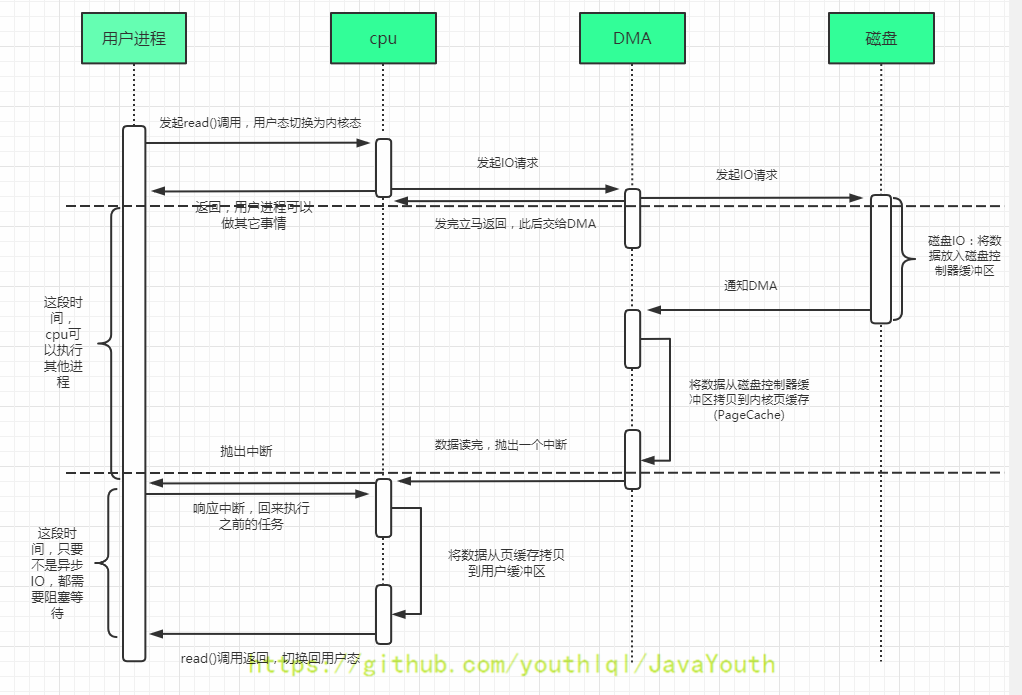 用户进程
cpu
DMA
磁盘
发起read()调用，用户态切换为内核态
发起IO请求
发起IO请求
返回，用户进程可以
做其它事情
发完立马返回，此后交给DMA
磁盘IO：将数
据放入磁盘控
制器缓冲区
通知DMA
这段时
间，
cpu可
以执行
其他进
程
将数据从磁盘控制器缓
冲区拷贝到内核页缓存
(PageCache)
数据读完，抛出一个中断
抛出中断
响应中断，回来执行
之前的任务
这段时
间，只要
不是异步
IO，都需
要阻塞等
待
将数据从页缓存拷贝
到用户缓冲区
read()调用返回，切换回用户态
https://github.com/youthlql/JavaYouth